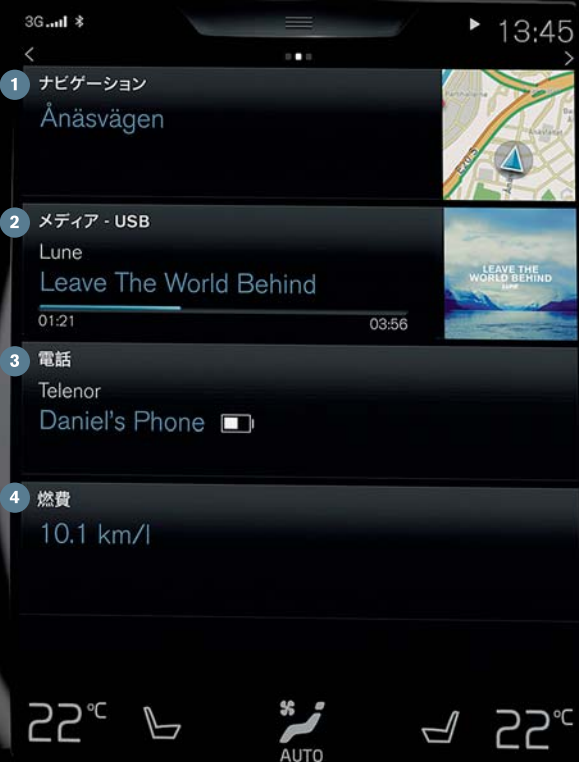 3G
13:45
1 ナビゲーション
Ånäsvägen
2 メディア - USB
Lune
Leave The World Behind
01:21 03:56
LEAVE THE
WORLD BEHIND
LUNE
3 電話
Telenor
Daniel's Phone
4 燃費
10.1 km/l
22°C
AUTO
22°C